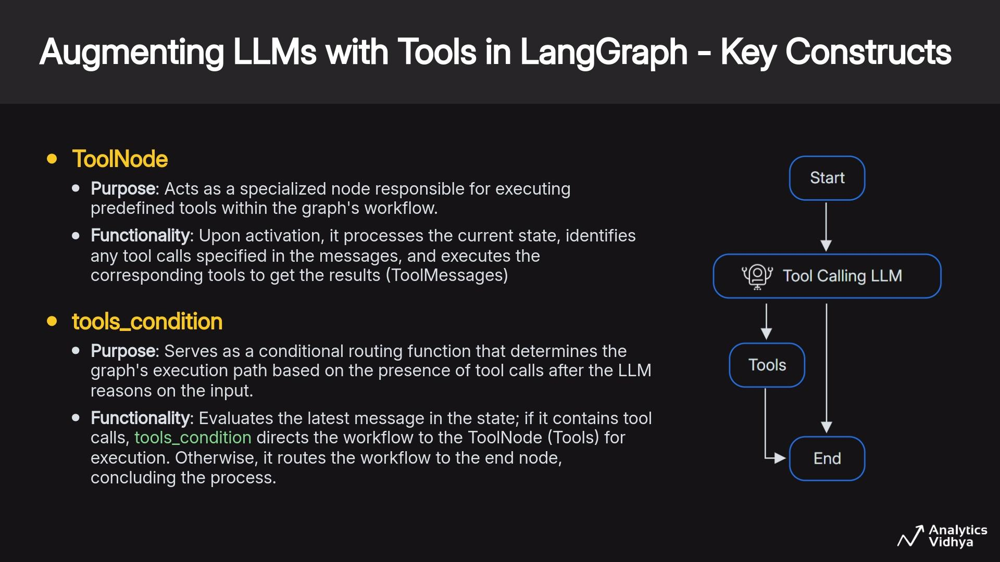 Augmenting LLMs with Tools in LangGraph - Key Constructs
ToolNode
Purpose: Acts as a specialized node responsible for executing
predefined tools within the graph's workflow.
Functionality: Upon activation, it processes the current state, identifies
any tool calls specified in the messages, and executes the
corresponding tools to get the results (ToolMessages)
tools_condition
Purpose: Serves as a conditional routing function that determines the
graph's execution path based on the presence of tool calls after the LLM
reasons on the input.
Functionality: Evaluates the latest message in the state; if it contains tool
calls, tools_condition directs the workflow to the ToolNode (Tools) for
execution. Otherwise, it routes the workflow to the end node,
concluding the process.
Start
Tool Calling LLM
Tools
End
Analytics
Vidhya